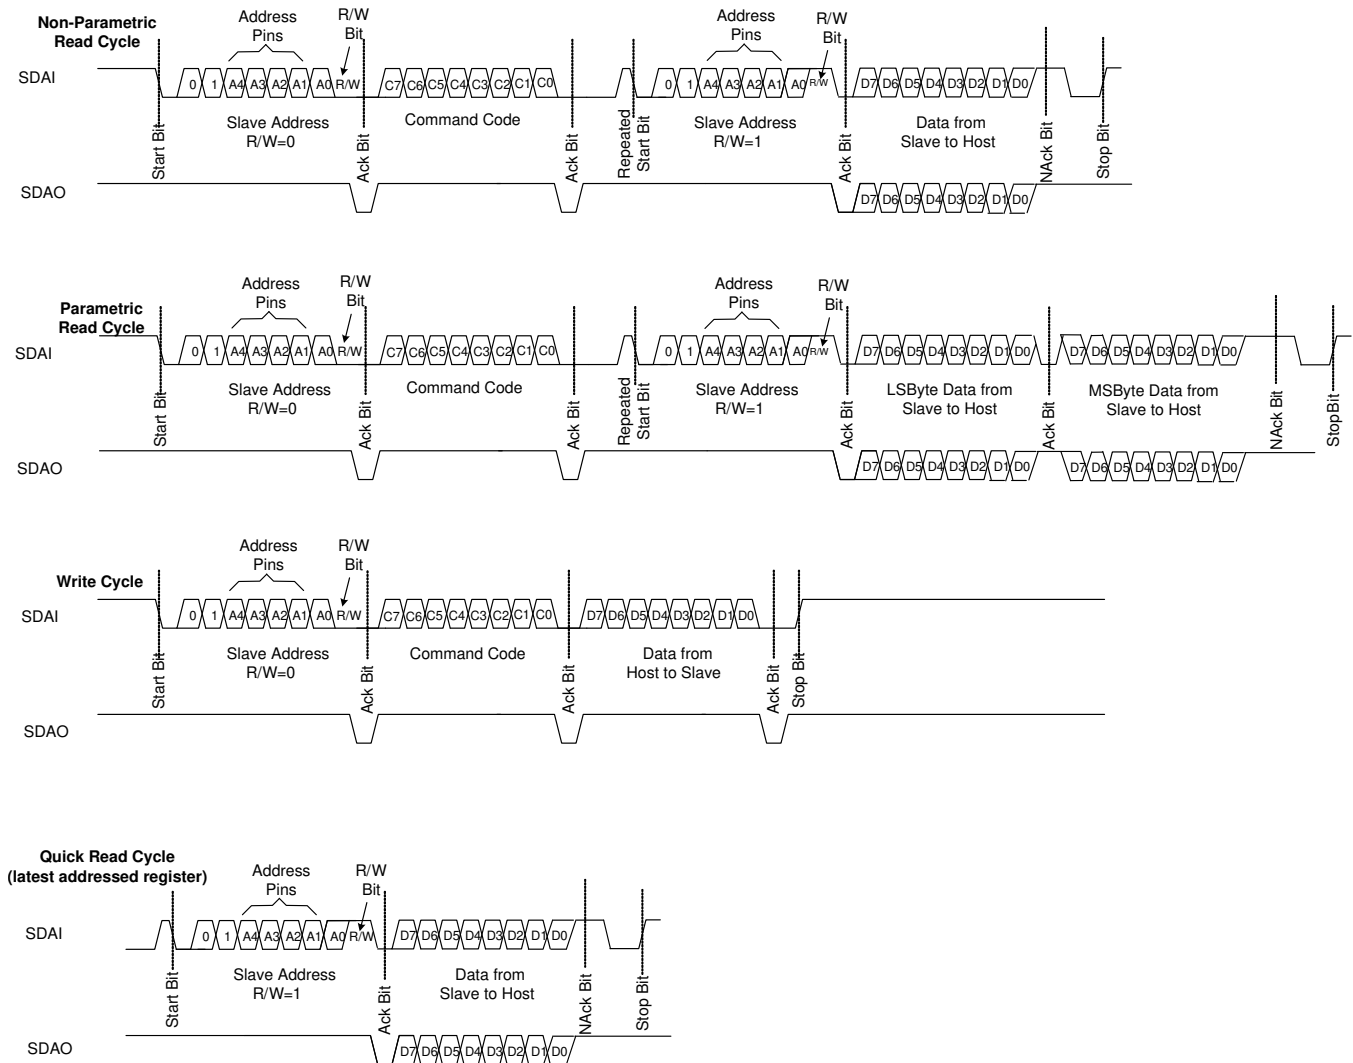 Non-Parametric
Read Cycle
Address
Pins
R/W
Bit
Address
Pins
R/W
Bit
SDAI
0 1 A4 A3 A2 A1 A0 R/W
C7 C6 C5 C4 C3 C2 C1 C0
0 1 A4 A3 A2 A1 A0 R/W
D7 D6 D5 D4 D3 D2 D1 D0
Start Bit
Slave Address
R/W=0
Ack Bit
Command Code
Ack Bit
Repeated
Start Bit
Slave Address
R/W=1
Ack Bit
Data from
Slave to Host
NAck Bit
Stop Bit
SDAO
D7 D6 D5 D4 D3 D2 D1 D0
Parametric
Read Cycle
Address
Pins
R/W
Bit
Address
Pins
R/W
Bit
SDAI
0 1 A4 A3 A2 A1 A0 R/W
C7 C6 C5 C4 C3 C2 C1 C0
0 1 A4 A3 A2 A1 A0 R/W
D7 D6 D5 D4 D3 D2 D1 D0
D7 D6 D5 D4 D3 D2 D1 D0
Start Bit
Slave Address
R/W=0
Ack Bit
Command Code
Ack Bit
Repeated
Start Bit
Slave Address
R/W=1
Ack Bit
LSByte Data from
Slave to Host
Ack Bit
MSByte Data from
Slave to Host
NAck Bit
StopBit
SDAO
D7 D6 D5 D4 D3 D2 D1 D0
D7 D6 D5 D4 D3 D2 D1 D0
Write Cycle
Address
Pins
R/W
Bit
SDAI
0 1 A4 A3 A2 A1 A0 R/W
C7 C6 C5 C4 C3 C2 C1 C0
D7 D6 D5 D4 D3 D2 D1 D0
Start Bit
Slave Address
R/W=0
Ack Bit
Command Code
Ack Bit
Data from
Host to Slave
Ack Bit
Stop Bit
SDAO
Quick Read Cycle
(latest addressed register)
Address
Pins
R/W
Bit
SDAI
0 1 A4 A3 A2 A1 A0 R/W
D7 D6 D5 D4 D3 D2 D1 D0
Start Bit
Slave Address
R/W=1
Ack Bit
Data from
Slave to Host
NAck Bit
Stop Bit
SDAO
D7 D6 D5 D4 D3 D2 D1 D0